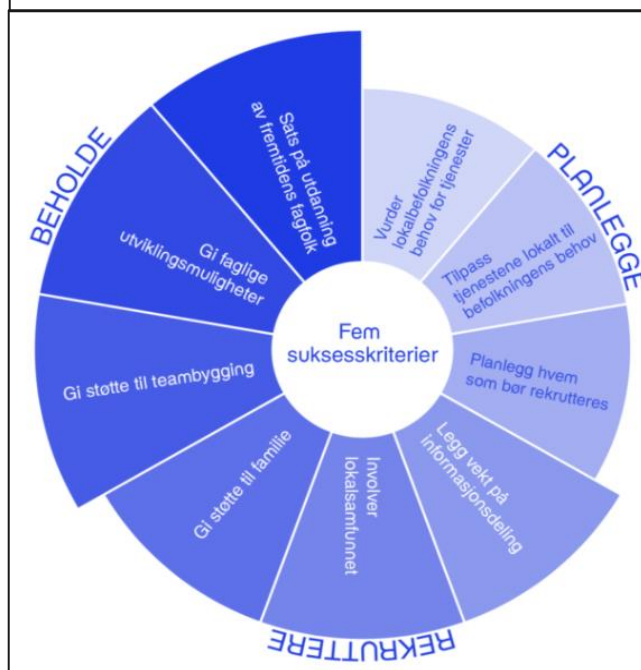 Fem
suksesskriterier
PLANLEGGE
Vurder
lokalbefolkningens
behov for tjenester
Tilpass
tjenestene lokalt til
befolkningens behov
Planlegg hvem
som bør rekrutteres
REKRUTTERE
Legg vekt på
informasjonsdeling
Involver
lokalsamfunnet
Gi støtte til familie
BEHOLDE
Gi støtte til teambygging
Gi faglige
utviklingsmuligheter
Sats på utdanning
av fremtidens fagfolk